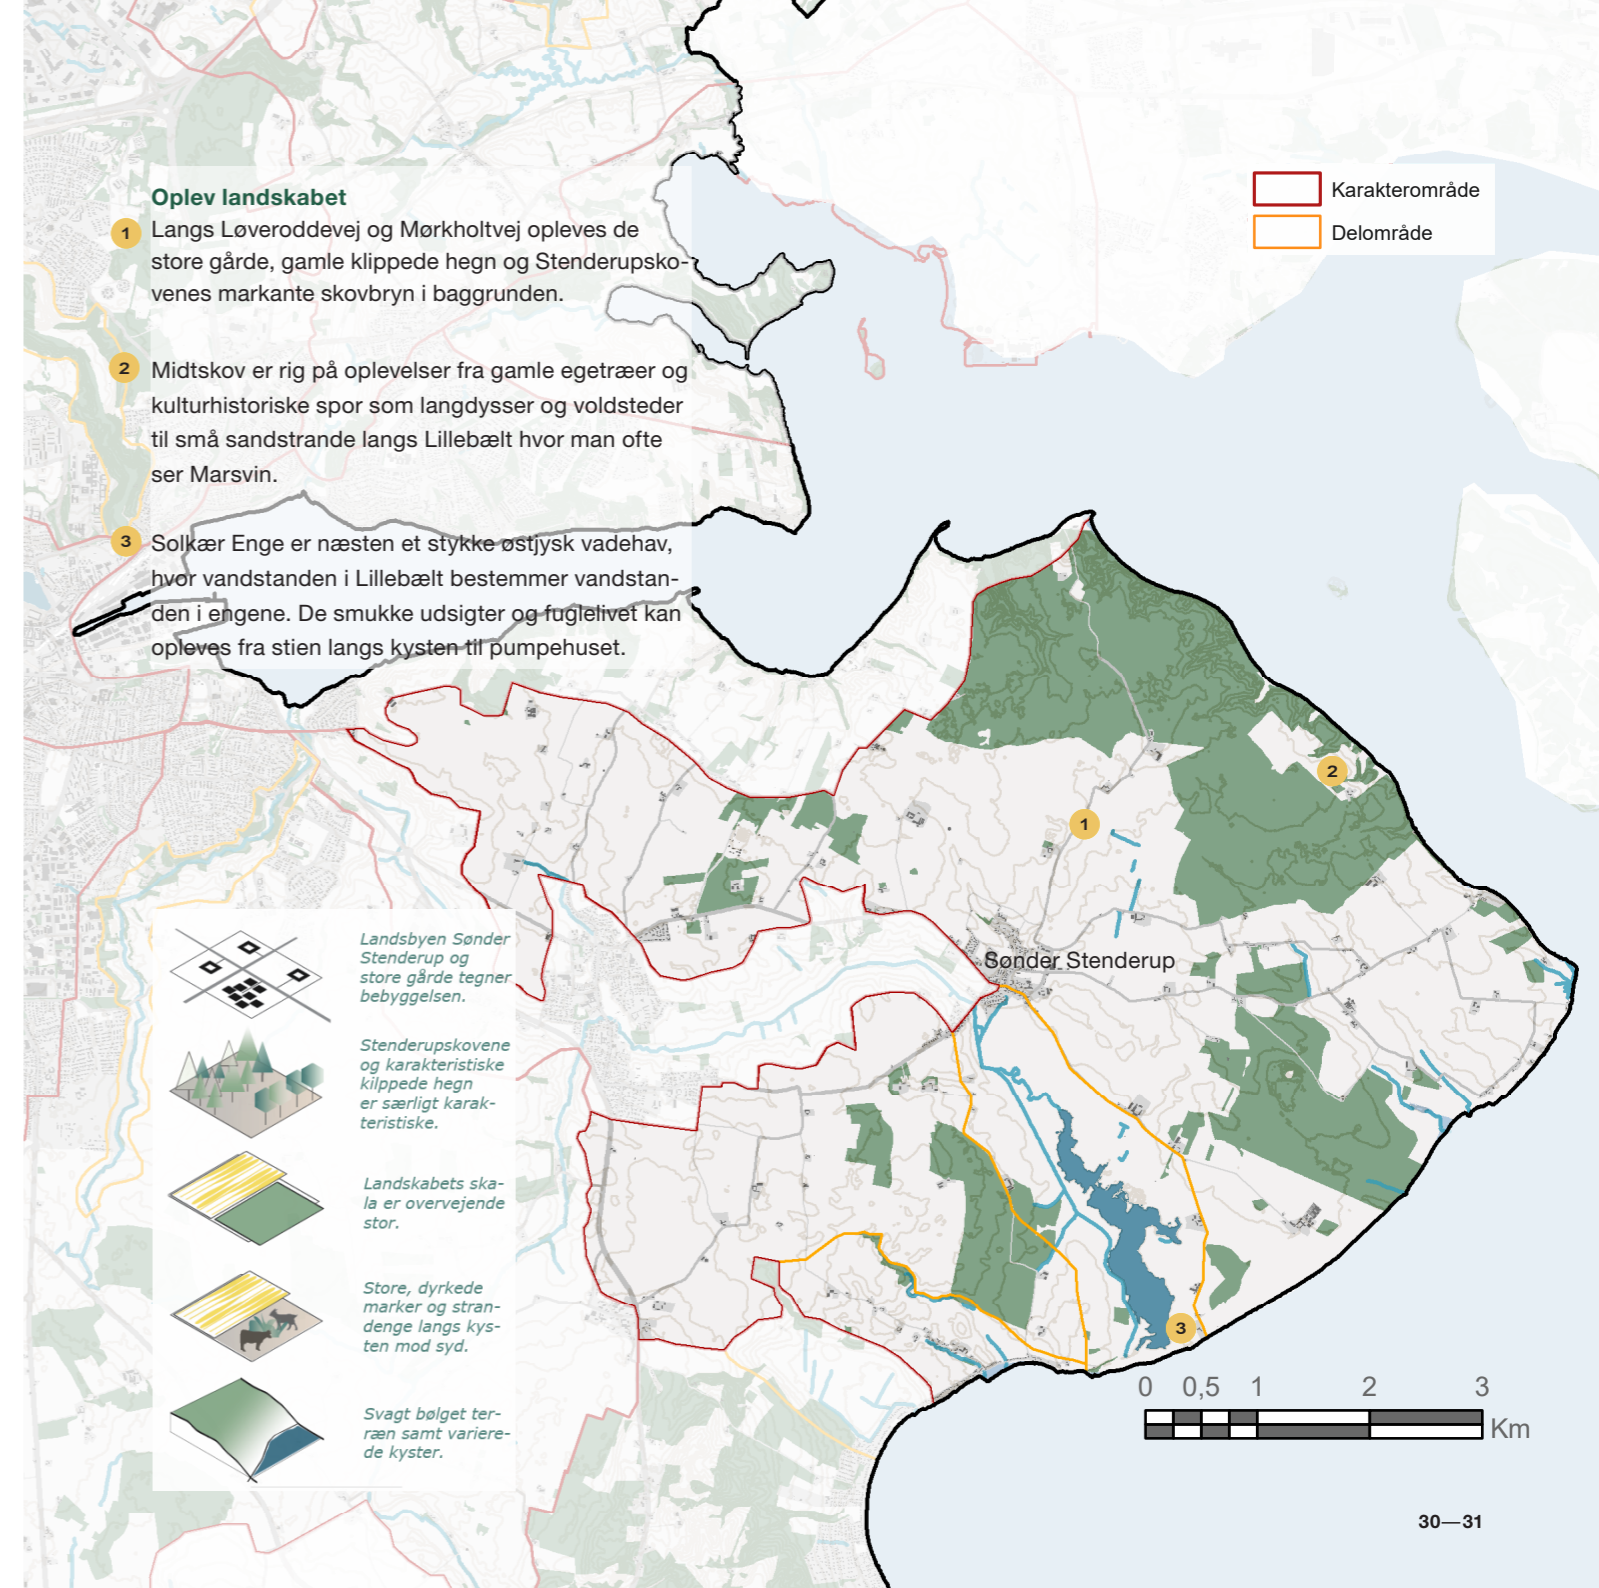 Oplev landskabet
1
Langs Løveroddevej og Mørkholtvej opleves de
store gårde, gamle klippede hegn og Stenderupsko-
venes markante skovbryn i baggrunden.
2
Midtskov er rig på oplevelser fra gamle egetræer og
kulturhistoriske spor som langdysser og voldsteder
til små sandstrande langs Lillebælt hvor man ofte
ser Marsvin.
3
Solkær Enge er næsten et stykke østjysk vadehav,
hvor vandstanden i Lillebælt bestemmer vandstan-
den i engene. De smukke udsigter og fuglelivet kan
opleves fra stien langs kysten til pumpehuset.
Karakterområde
Delområde
2
1
Sønder Stenderup
3
Landsbyen Sønder
Stenderup og
store gårde tegner
bebyggelsen.
Stenderupskovene
og karakteristiske
kilppede hegn
er særligt karak-
teristiske.
Landskabets ska-
la er overvejende
stor.
Store, dyrkede
marker og stran-
denge langs kys-
ten mod syd.
Svagt bølget ter-
ræn samt variere-
de kyster.
0 0,5 1 2 3
Km
30—31